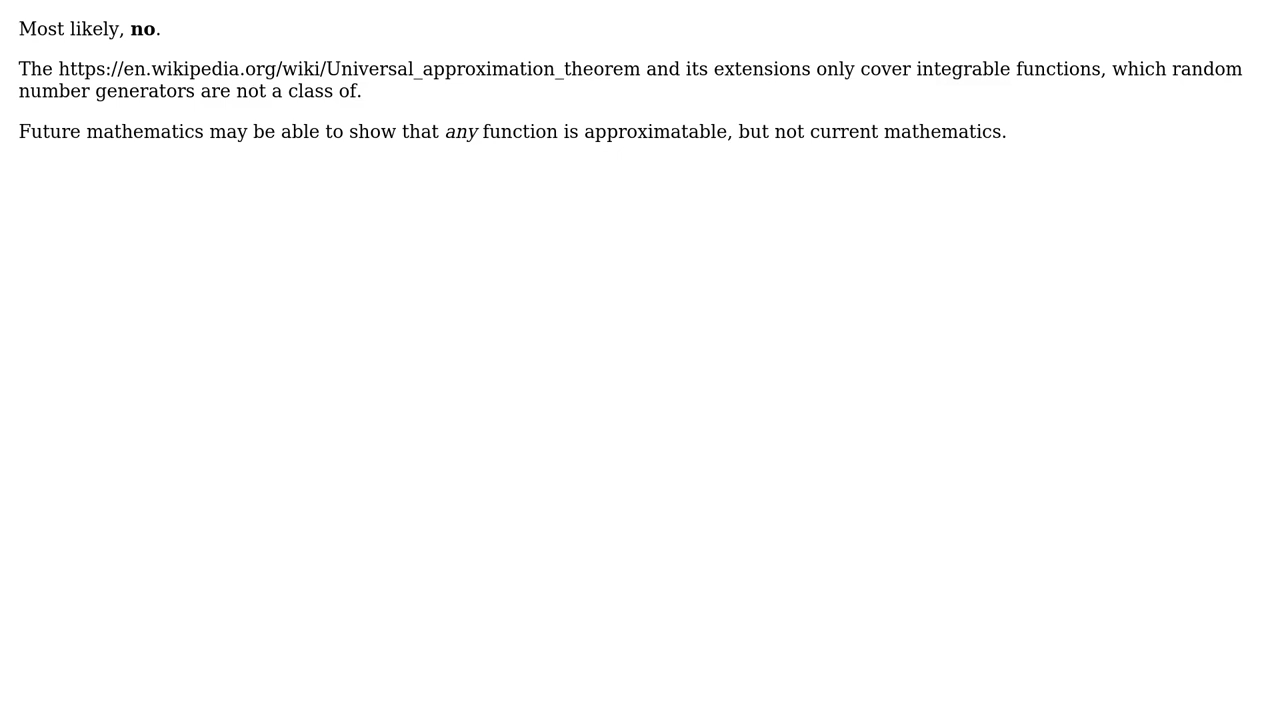 Most likely, no.
The https://en.wikipedia.org/wiki/Universal_approximation_theorem and its extensions only cover integrable functions, which random
number generators are not a class of.
Future mathematics may be able to show that any function is approximatable, but not current mathematics.